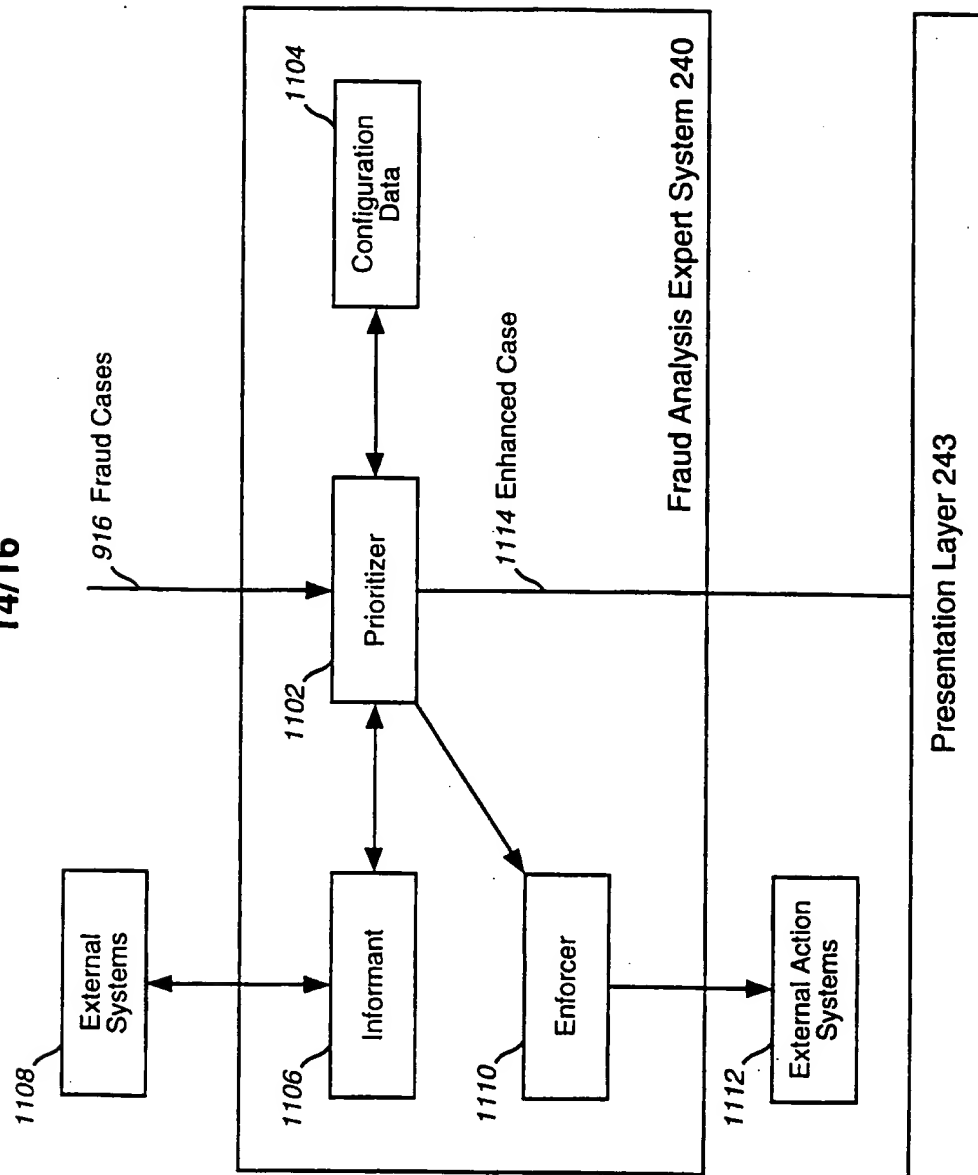 14/16
916 Fraud Cases
1108
External
Systems
1104
Configuration
Data
1102
Prioritizer
1106
Informant
1114 Enhanced Case
1110
Enforcer
Fraud Analysis Expert System 240
1112
External Action
Systems
Presentation Layer 243